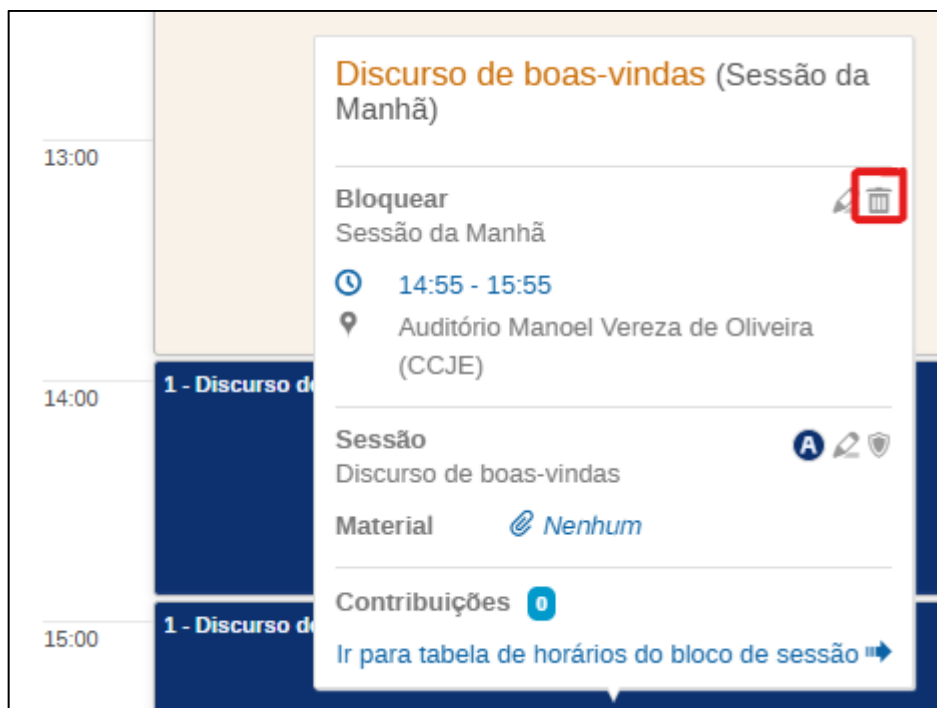 Discurso de boas-vindas (Sessão da
Manhã)
13:00
Bloquear
Sessão da Manhã
14:55 - 15:55
Auditório Manoel Vereza de Oliveira
(CCJE)
14:00
1 - Discurso d
Sessão
A
Discurso de boas-vindas
Material Nenhum
Contribuições 0
15:00
1 - Discurso d
Ir para tabela de horários do bloco de sessão